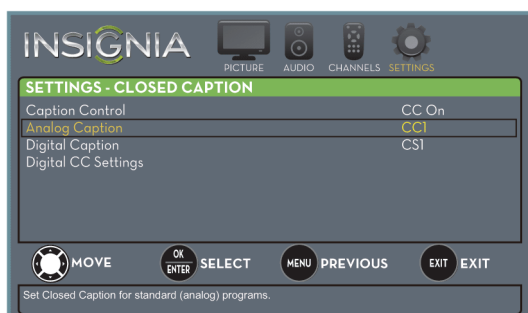 INSIGNIA
PICTURE AUDIO CHANNELS SETTINGS
SETTINGS - CLOSED CAPTION
Caption Control CC On
Analog Caption CC1
Digital Caption CS1
Digital CC Settings
MOVE OK ENTER SELECT MENU PREVIOUS EXIT EXIT
Set Closed Caption for standard (analog) programs.